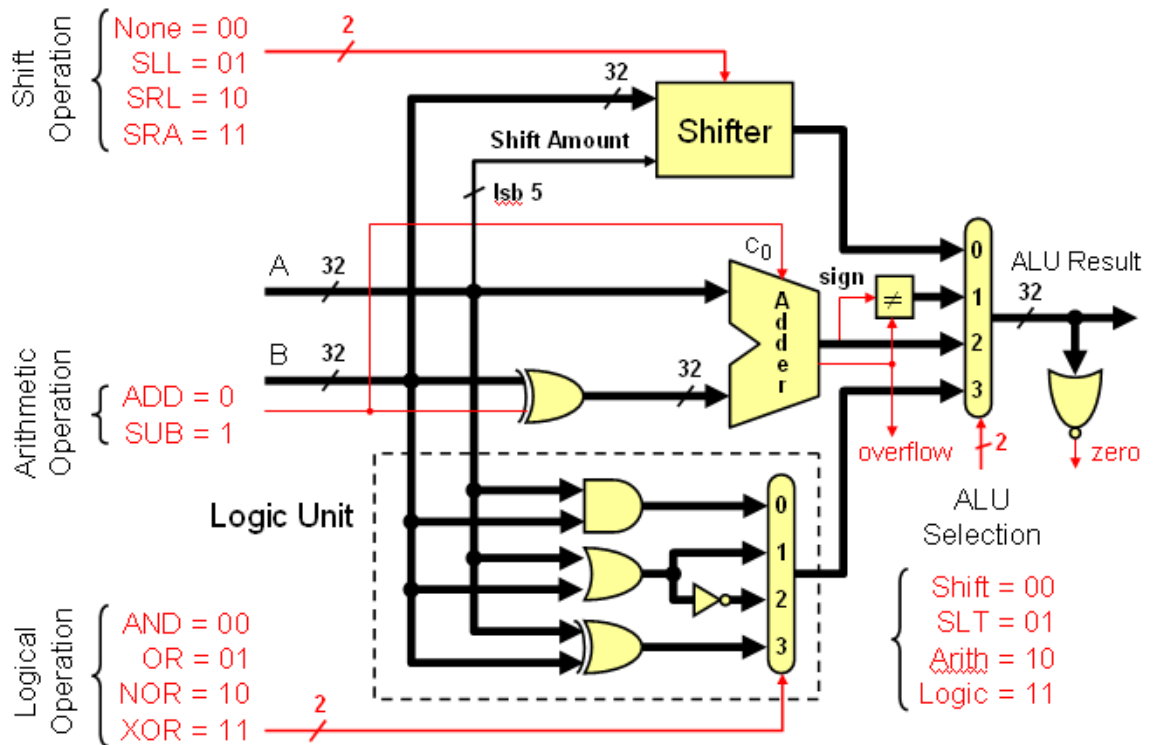 Shift Operation
None = 00
SLL = 01
SRL = 10
SRA = 11
2
32
Shifter
Shift Amount
lsb 5
A
32
B
32
Arithmetic Operation
ADD = 0
SUB = 1
c0
Adder
32
sign
≠
overflow
0
1
2
3
2
ALU Result
32
zero
ALU
Selection
Shift = 00
SLT = 01
Arith = 10
Logic = 11
Logic Unit
0
1
2
3
Logical Operation
AND = 00
OR = 01
NOR = 10
XOR = 11
2